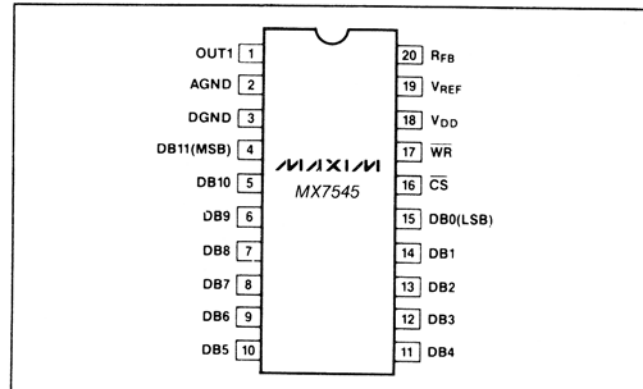 OUT1 1
AGND 2
DGND 3
DB11(MSB) 4
DB10 5
DB9 6
DB8 7
DB7 8
DB6 9
DB5 10
MAXIM
MX7545
20 RFB
19 VREF
18 VDD
17 W̅R̅
16 C̅S̅
15 DB0(LSB)
14 DB1
13 DB2
12 DB3
11 DB4